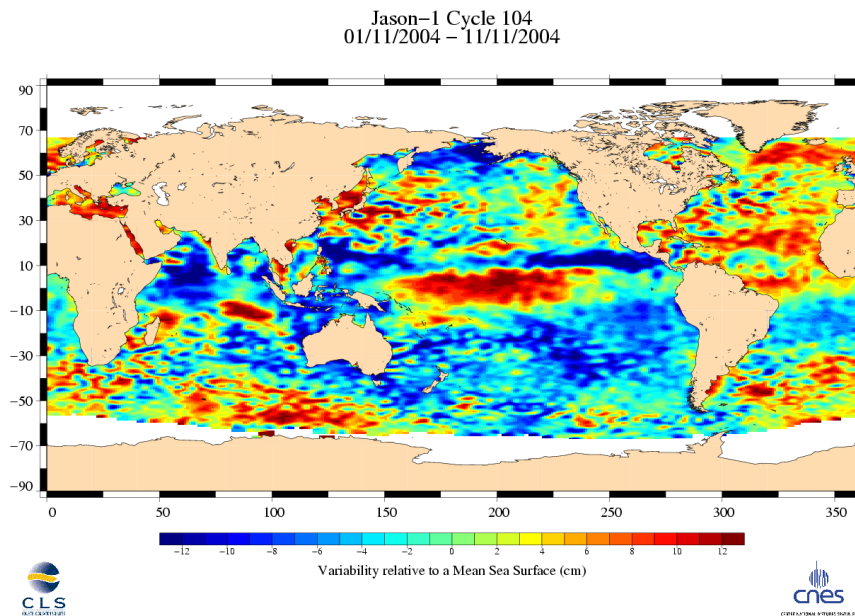 Jason−1 Cycle 104
01/11/2004 − 11/11/2004
90
70
50
30
10
−10
−30
−50
−70
−90
0 50 100 150 200 250 300 350
−12 −10 −8 −6 −4 −2 0 2 4 6 8 10 12
Variability relative to a Mean Sea Surface (cm)
CLS
cnes